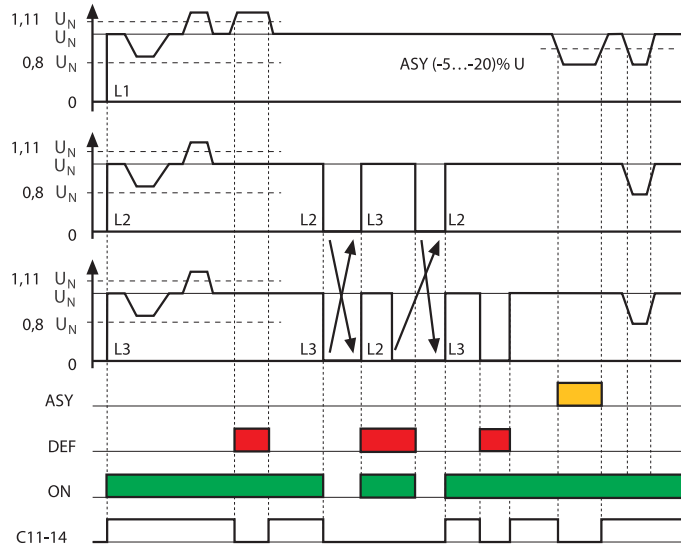 1,11 U_N
U_N
0,8 U_N
ASY (-5...-20)% U
0
L1
1,11 U_N
U_N
0,8 U_N
L2 L2 L3 L2
0
1,11 U_N
U_N
0,8 U_N
L3 L3 L2 L3
0
ASY
DEF
ON
C11-14